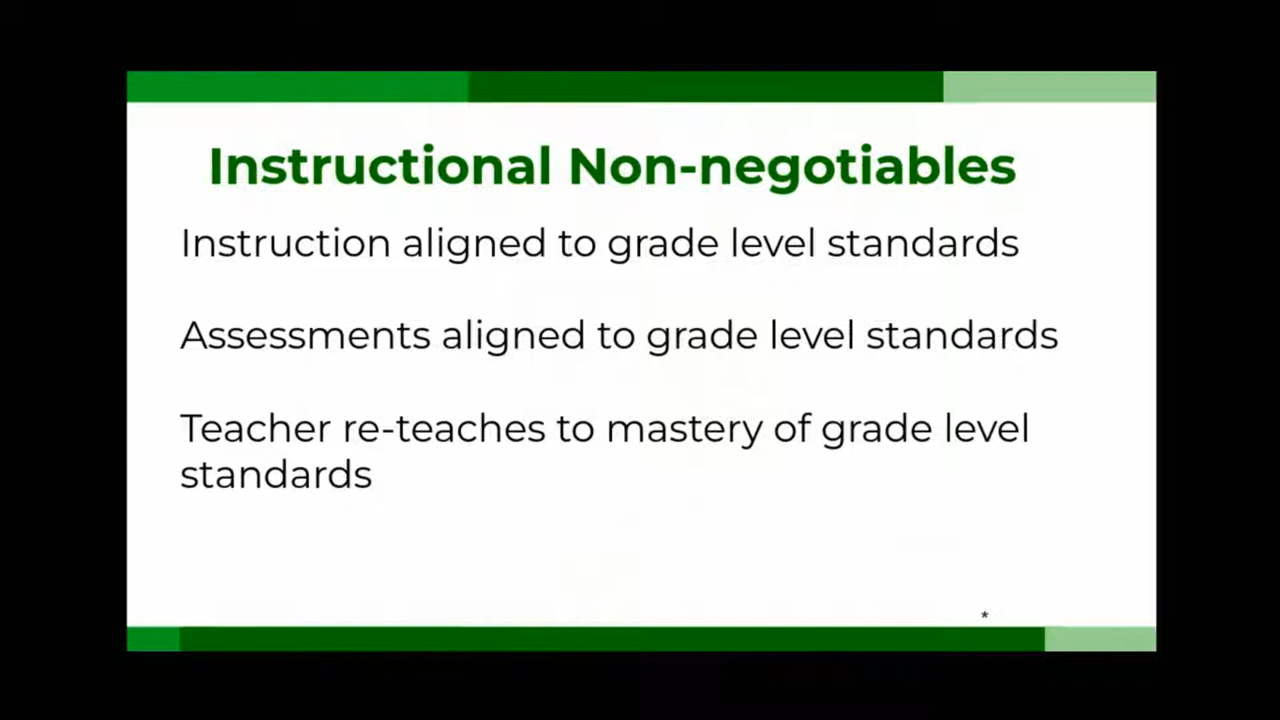 Instructional Non-negotiables
Instruction aligned to grade level standards
Assessments aligned to grade level standards
Teacher re-teaches to mastery of grade level
standards
*